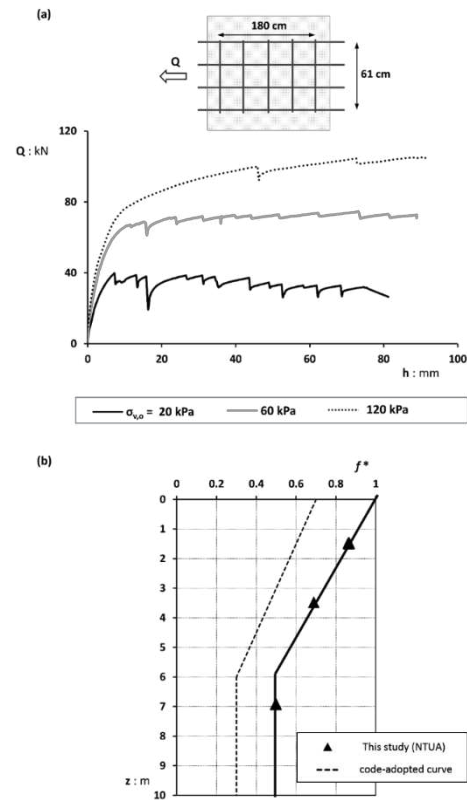 (a)
180 cm
Q
61 cm
Q : kN
120
80
40
0
0 20 40 60 80 100
h : mm
σv,o = 20 kPa 60 kPa 120 kPa
(b)
f*
0 0.2 0.4 0.6 0.8 1
0
1
2
3
4
5
6
7
8
9
10
z : m
This study (NTUA)
code-adopted curve